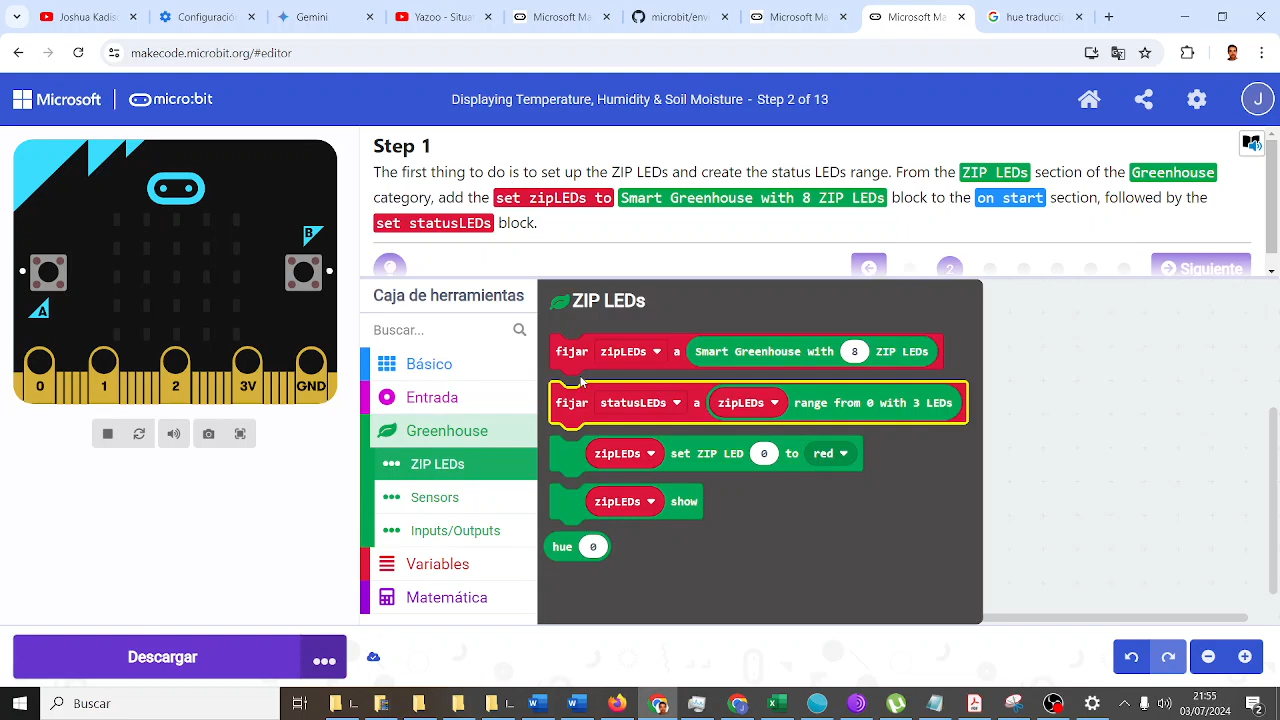 Joshua Kadis
Configuració
Gemini
Yazoo - Situa
Microsoft Ma
microbit/env
Microsoft Ma
Microsoft Ma
hue traducci
makecode.microbit.org/#editor
Microsoft
micro:bit
Displaying Temperature, Humidity & Soil Moisture - Step 2 of 13
J
Step 1
The first thing to do is to set up the ZIP LEDs and create the status LEDs range. From the ZIP LEDs section of the Greenhouse
category, add the set zipLEDs to Smart Greenhouse with 8 ZIP LEDs block to the on start section, followed by the
set statusLEDs block.
2
Siguiente
B
A
0 1 2 3V GND
Caja de herramientas
Buscar...
Básico
Entrada
Greenhouse
ZIP LEDs
Sensors
Inputs/Outputs
Variables
Matemática
ZIP LEDs
fijar zipLEDs a Smart Greenhouse with 8 ZIP LEDs
fijar statusLEDs a zipLEDs range from 0 with 3 LEDs
zipLEDs set ZIP LED 0 to red
zipLEDs show
hue 0
Descargar
Buscar
21:55
03/07/2024
2